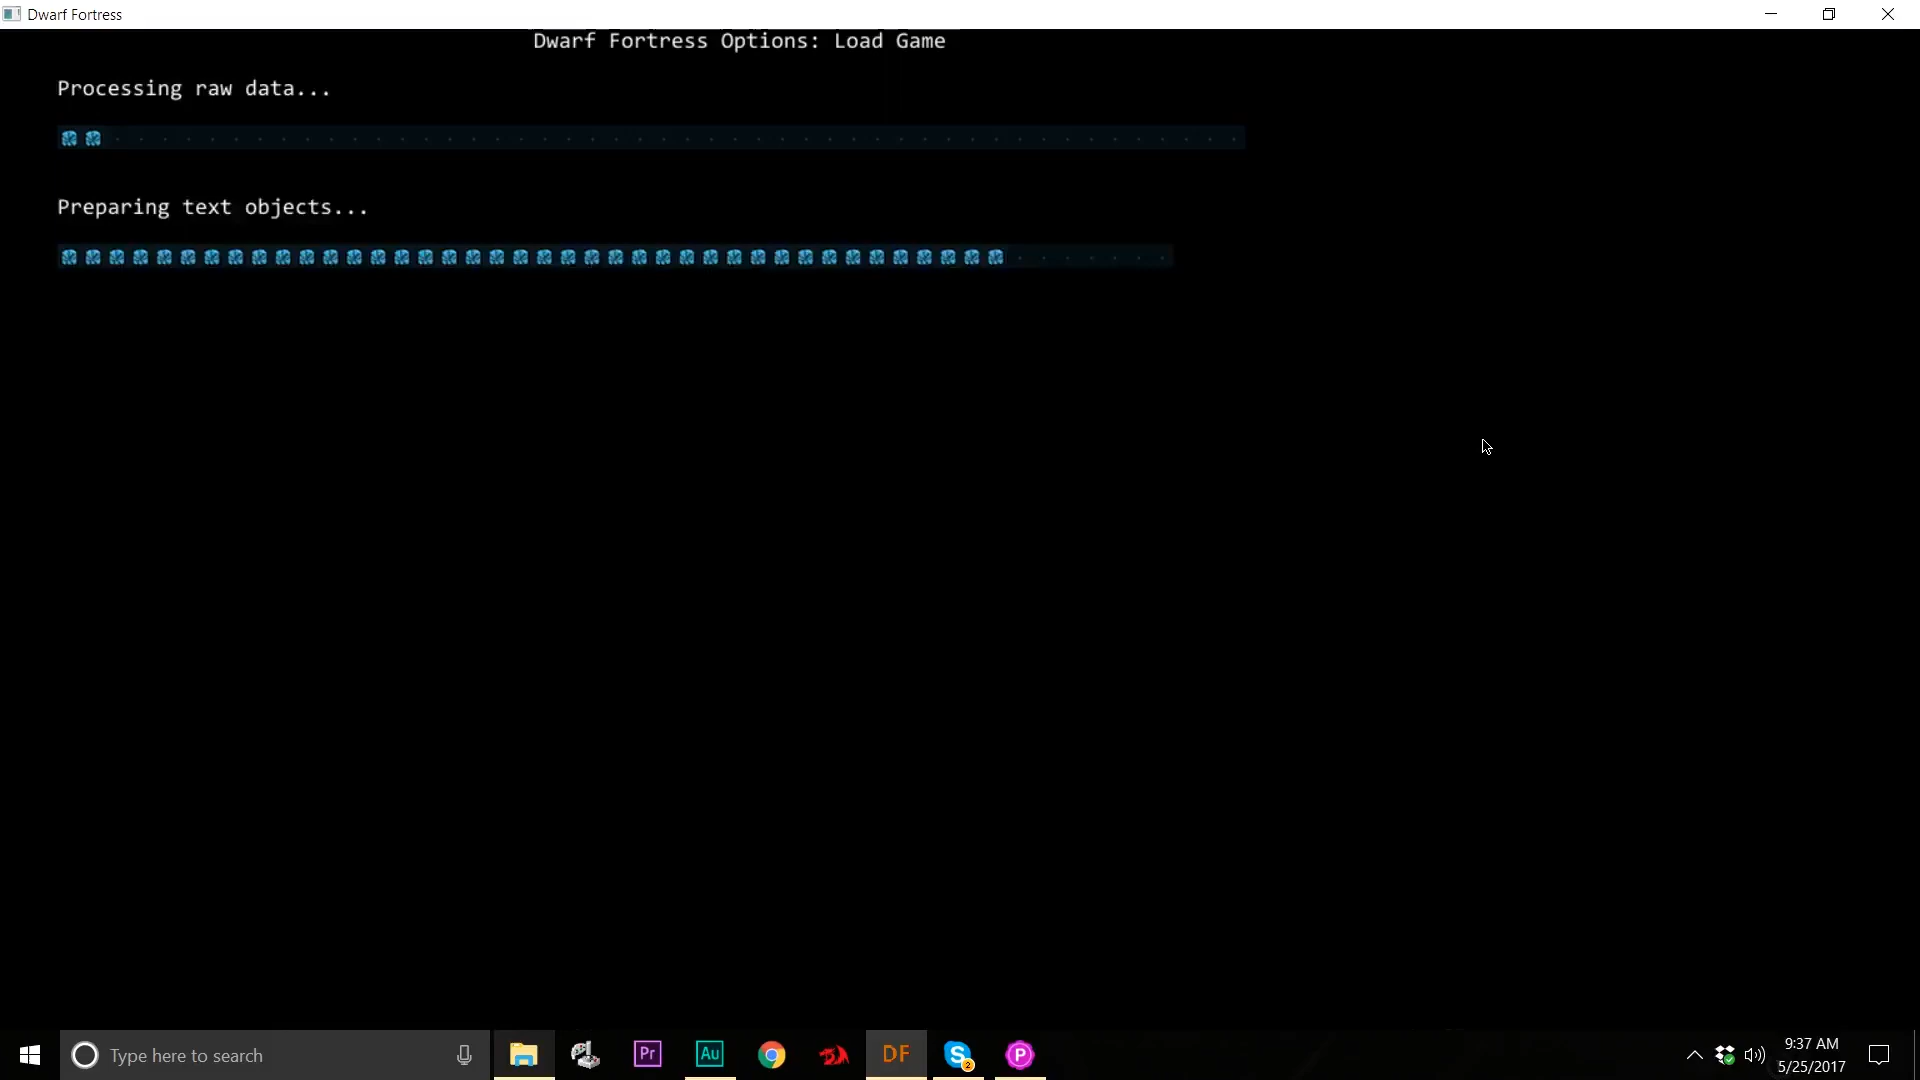 Dwarf Fortress
Dwarf Fortress Options: Load Game
Processing raw data...
Preparing text objects...
Type here to search
Pr
Au
DF
S
2
P
9:37 AM
5/25/2017